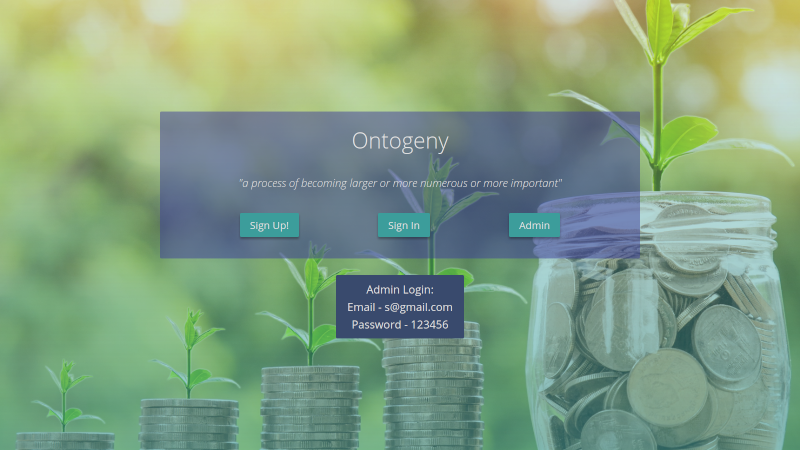 Ontogeny
"a process of becoming larger or more numerous or more important"
Sign Up!
Sign In
Admin
Admin Login:
Email - s@gmail.com
Password - 123456